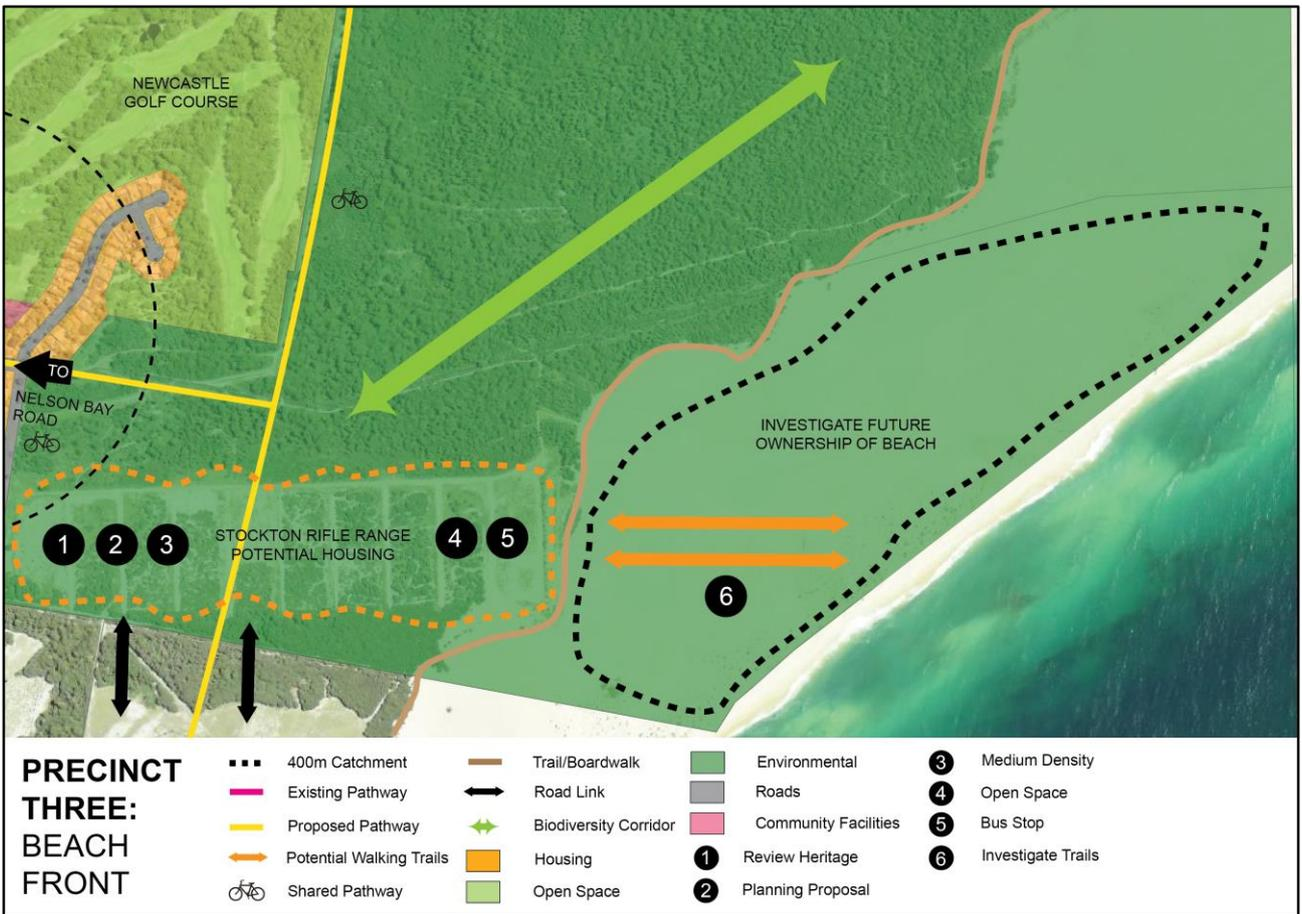 NEWCASTLE
GOLF COURSE
TO
NELSON BAY
ROAD
INVESTIGATE FUTURE
OWNERSHIP OF BEACH
1 2 3
STOCKTON RIFLE RANGE
POTENTIAL HOUSING
4 5
6
PRECINCT
THREE:
BEACH
FRONT
400m Catchment
Existing Pathway
Proposed Pathway
Potential Walking Trails
Shared Pathway
Trail/Boardwalk
Road Link
Biodiversity Corridor
Housing
Open Space
Environmental
Roads
Community Facilities
1 Review Heritage
2 Planning Proposal
3 Medium Density
4 Open Space
5 Bus Stop
6 Investigate Trails